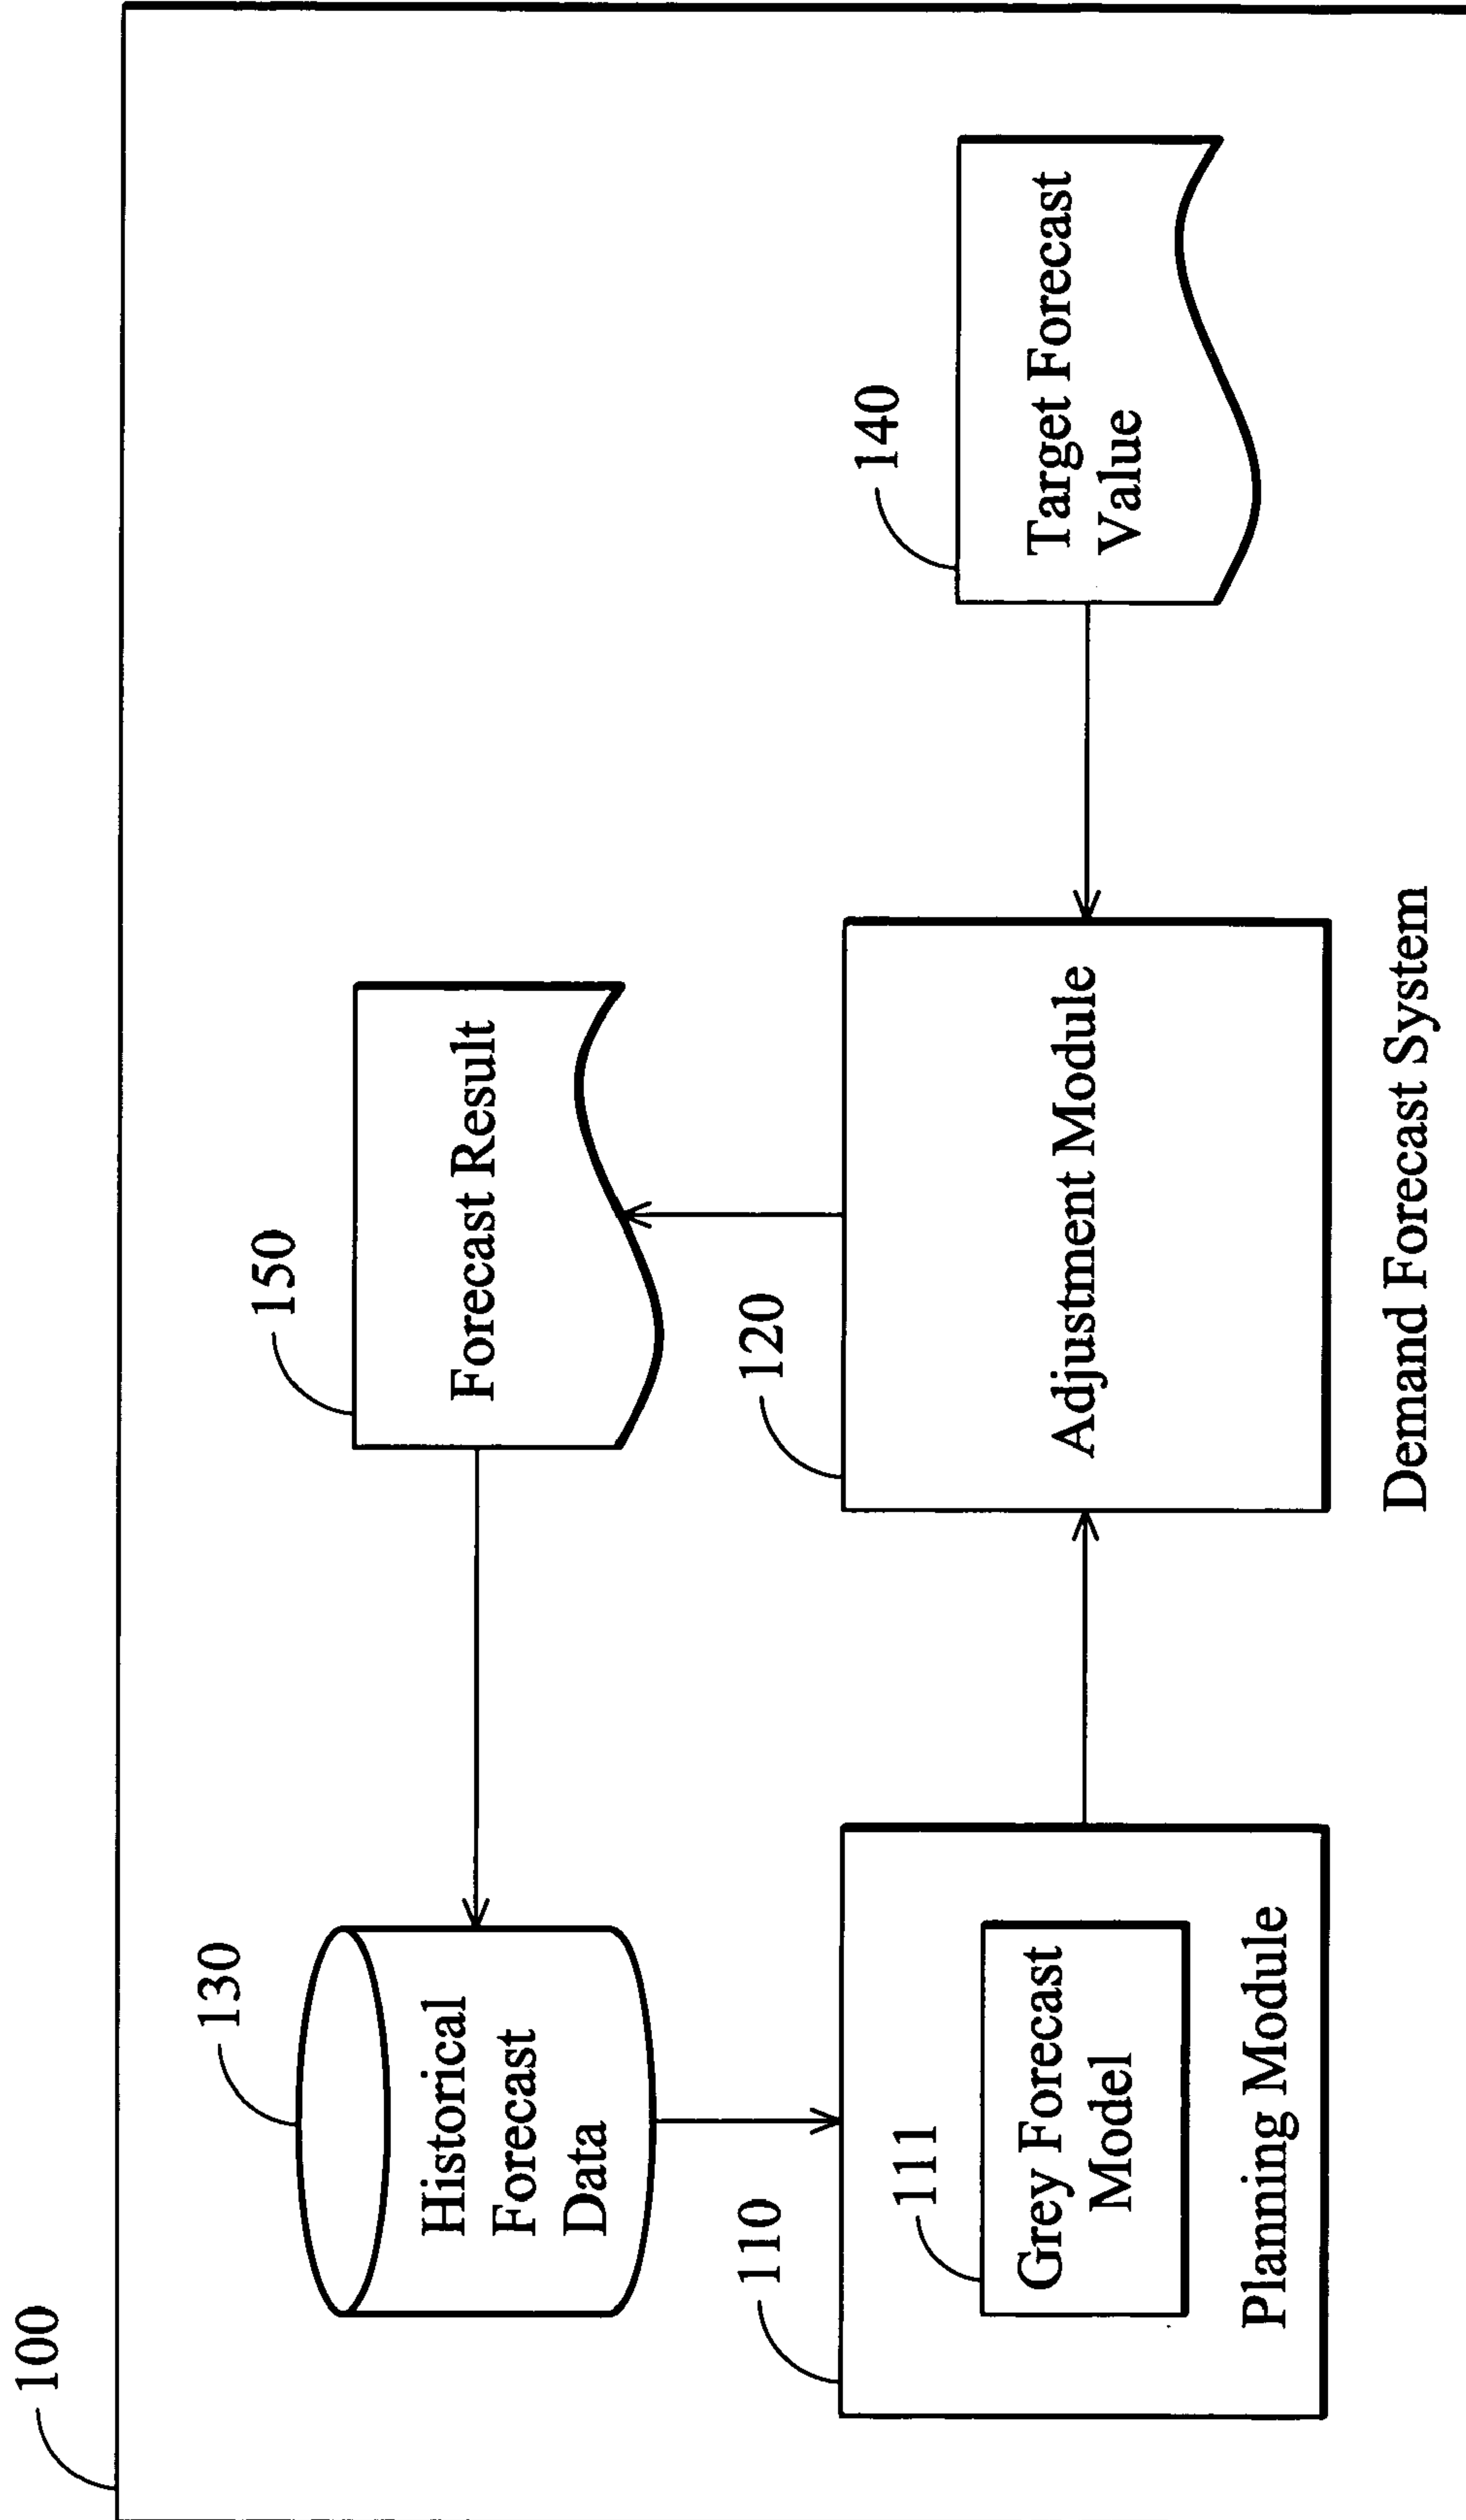 100
130
Historical
Forecast
Data
150
Forecast Result
110
111
Grey Forecast
Model
Planning Module
120
Adjustment Module
140
Target Forecast
Value
Demand Forecast System